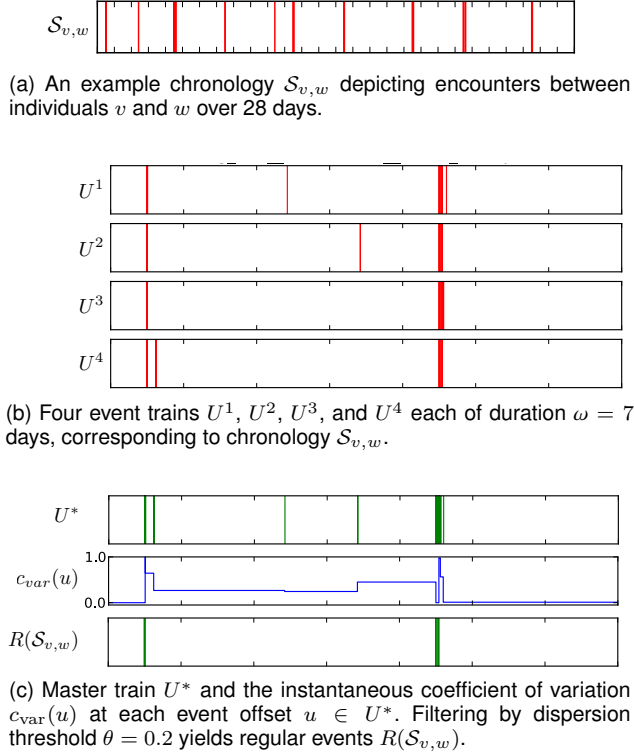 S_{v,w}
(a) An example chronology S_{v,w} depicting encounters between
individuals v and w over 28 days.
U^1
U^2
U^3
U^4
(b) Four event trains U^1, U^2, U^3, and U^4 each of duration ω = 7
days, corresponding to chronology S_{v,w}.
U^*
1.0
c_{var}(u)
0.0
R(S_{v,w})
(c) Master train U^* and the instantaneous coefficient of variation
c_{var}(u) at each event offset u ∈ U^*. Filtering by dispersion
threshold θ = 0.2 yields regular events R(S_{v,w}).